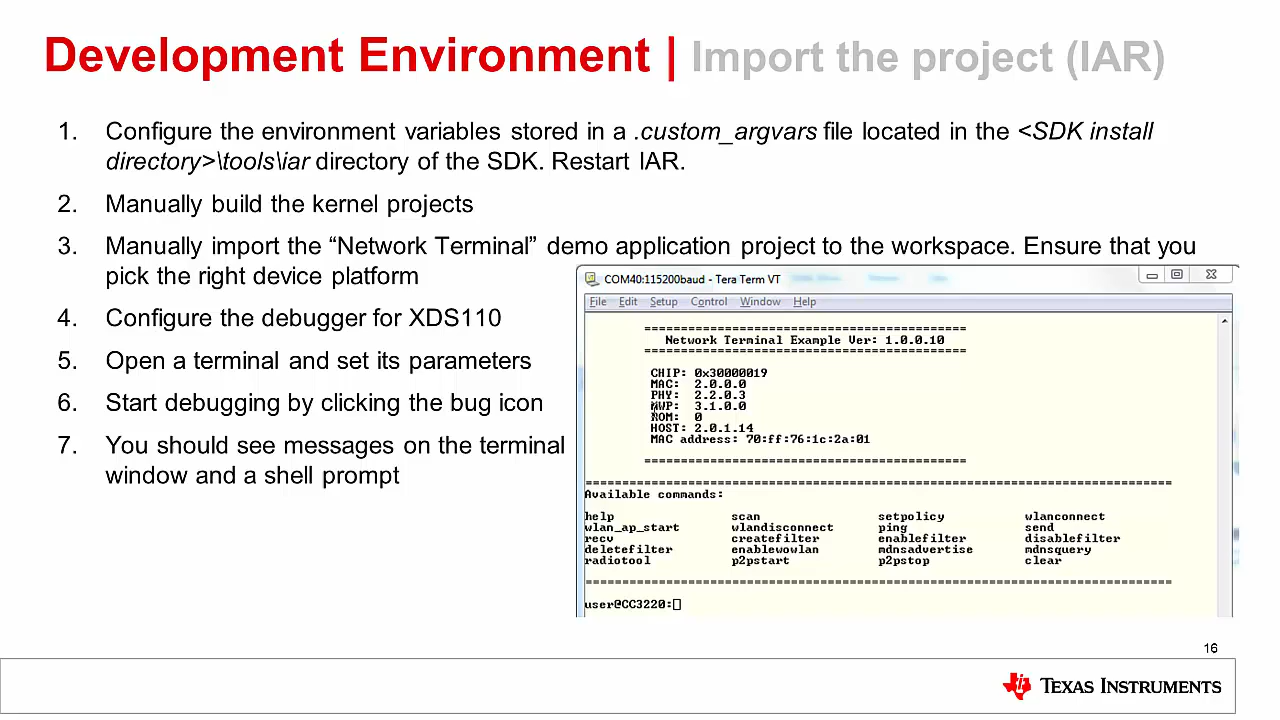 Development Environment | Import the project (IAR)
1. Configure the environment variables stored in a .custom_argvars file located in the <SDK install
directory>\tools\iar directory of the SDK. Restart IAR.
2. Manually build the kernel projects
3. Manually import the “Network Terminal” demo application project to the workspace. Ensure that you
pick the right device platform
4. Configure the debugger for XDS110
5. Open a terminal and set its parameters
6. Start debugging by clicking the bug icon
7. You should see messages on the terminal
window and a shell prompt
COM40:115200baud - Tera Term VT
File Edit Setup Control Window Help
============================================
Network Terminal Example Ver: 1.0.0.10
============================================
CHIP: 0x30000019
MAC: 2.0.0.0
PHY: 2.2.0.3
NWP: 3.1.0.0
ROM: 0
HOST: 2.0.1.14
MAC address: 70:ff:76:1c:2a:01
============================================
================================================================================
Available commands:
help scan setpolicy wlanconnect
wlan_ap_start wlandisconnect ping send
recv createfilter enablefilter disablefilter
deletefilter enablewowlan mdnsadvertise mdnsquery
radiotool p2pstart p2pstop clear
================================================================================
user@CC3220:
16
TEXAS INSTRUMENTS